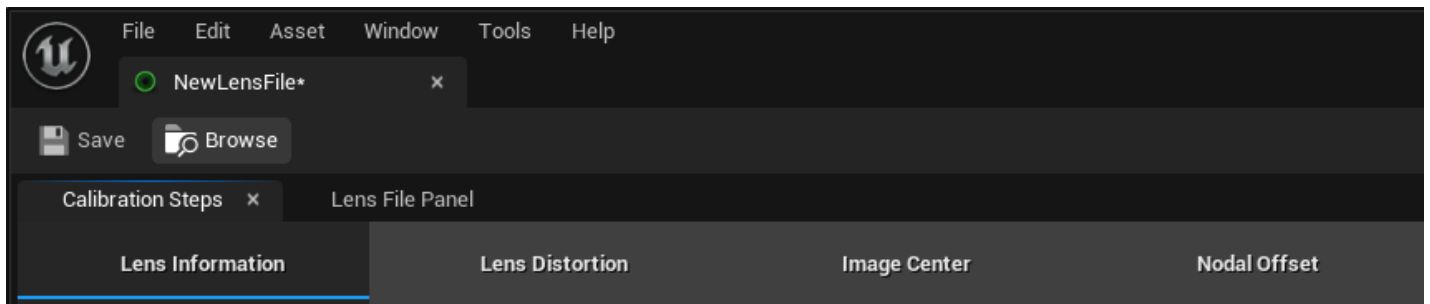 File Edit Asset Window Tools Help
NewLensFile*
Save Browse
Calibration Steps Lens File Panel
Lens Information Lens Distortion Image Center Nodal Offset